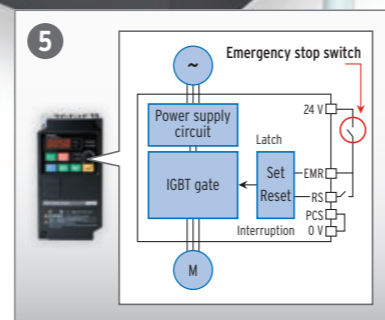 5
Emergency stop switch
~
24 V
Power supply
circuit
Latch
IGBT gate
Set
Reset
EMR
RS
PCS
Interruption
0 V
M